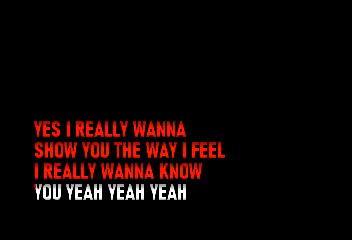 YES I REALLY WANNA
SHOW YOU THE WAY I FEEL
I REALLY WANNA KNOW
YOU YEAH YEAH YEAH